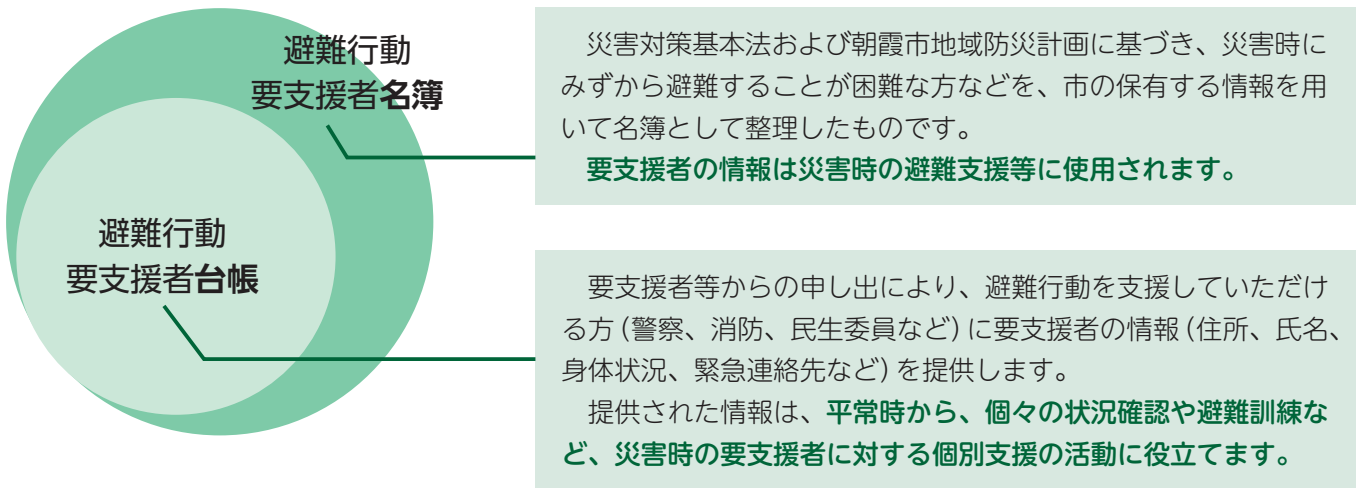 避難行動
要支援者名簿
災害対策基本法および朝霞市地域防災計画に基づき、災害時に
みずから避難することが困難な方などを、市の保有する情報を用
いて名簿として整理したものです。
要支援者の情報は災害時の避難支援等に使用されます。
避難行動
要支援者台帳
要支援者等からの申し出により、避難行動を支援していただけ
る方(警察、消防、民生委員など)に要支援者の情報(住所、氏名、
身体状況、緊急連絡先など)を提供します。
提供された情報は、平常時から、個々の状況確認や避難訓練な
ど、災害時の要支援者に対する個別支援の活動に役立てます。